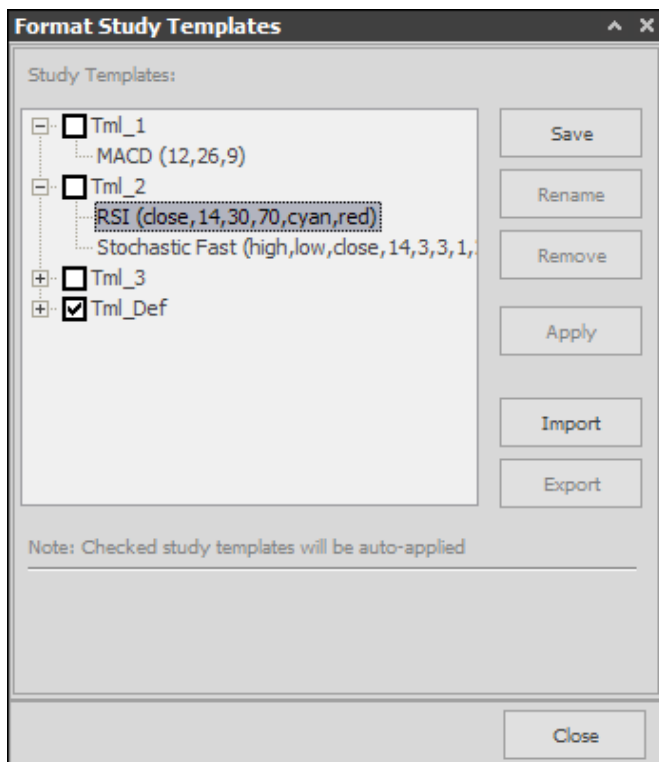 Format Study Templates
Study Templates:
Tml_1
MACD (12,26,9)
Tml_2
RSI (close,14,30,70,cyan,red)
Stochastic Fast (high,low,close,14,3,3,1,
Tml_3
Tml_Def
Save
Rename
Remove
Apply
Import
Export
Note: Checked study templates will be auto-applied
Close